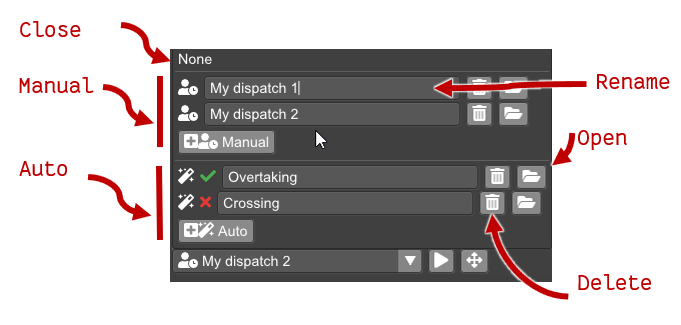 Close
None
Manual
My dispatch 1
Rename
My dispatch 2
Manual
Open
Auto
Overtaking
Crossing
Auto
My dispatch 2
Delete